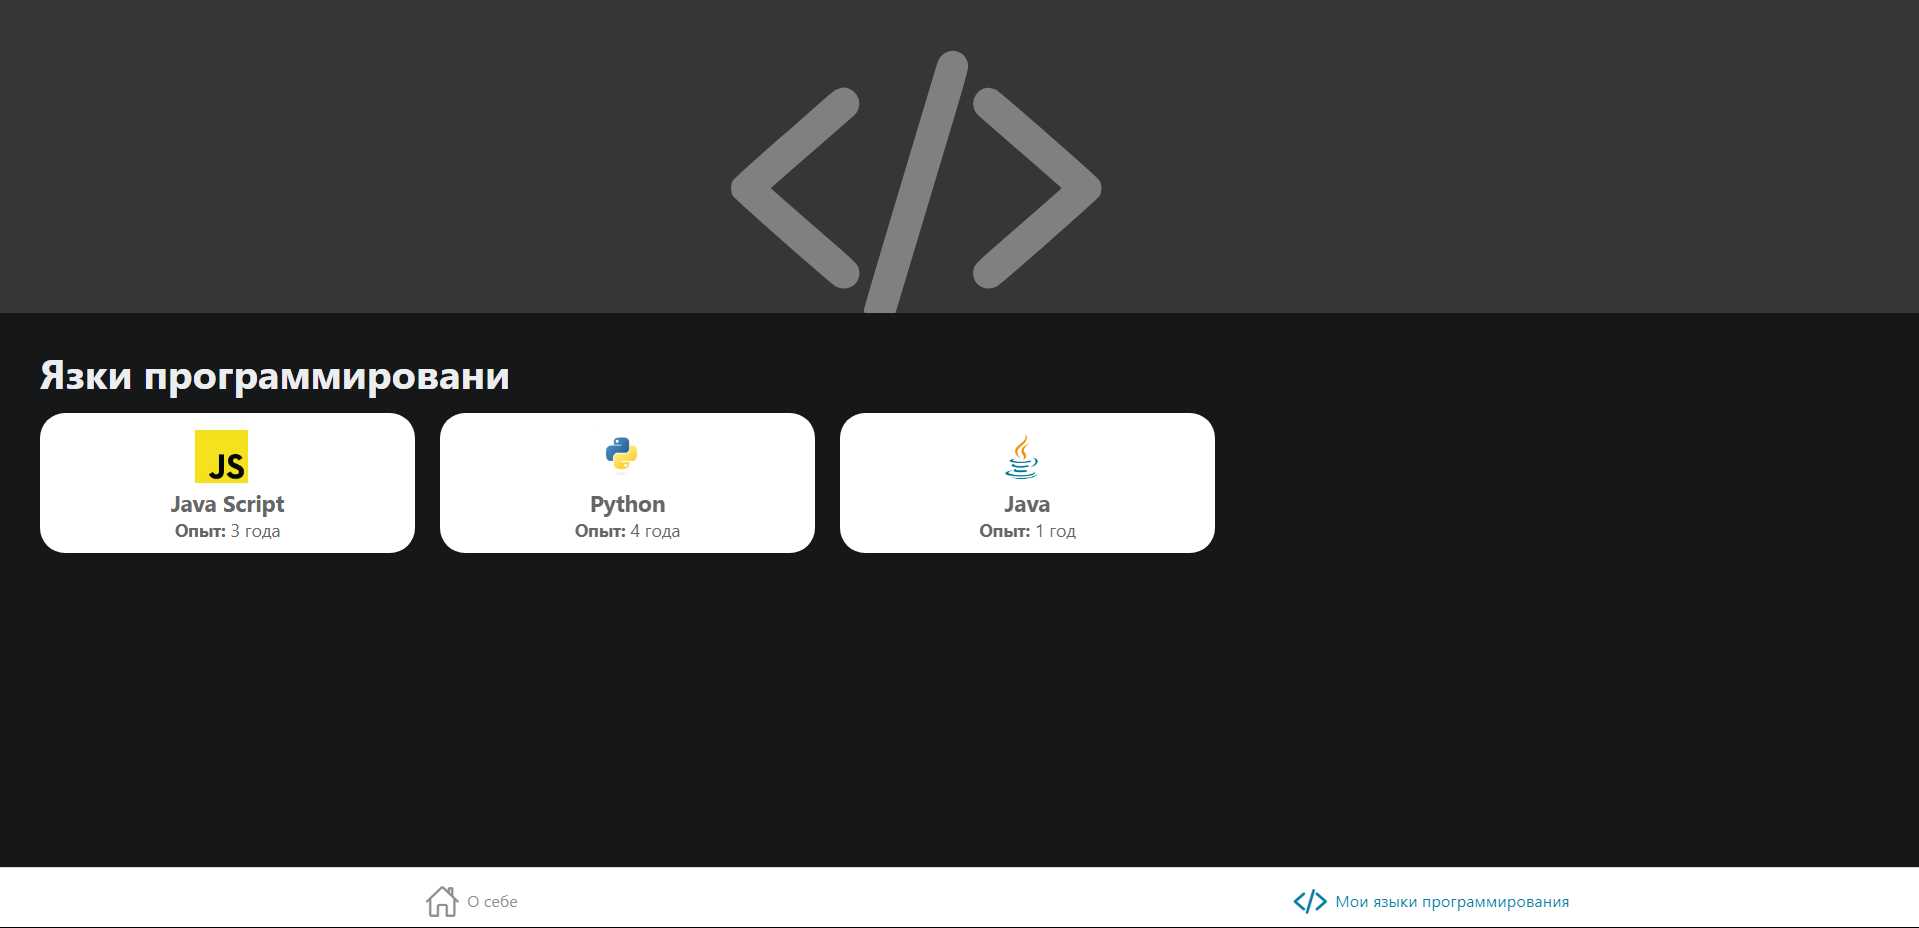 Язки программировани
JS
Java Script
Опыт: 3 года
Python
Опыт: 4 года
Java
Опыт: 1 год
О себе
Мои языки программирования